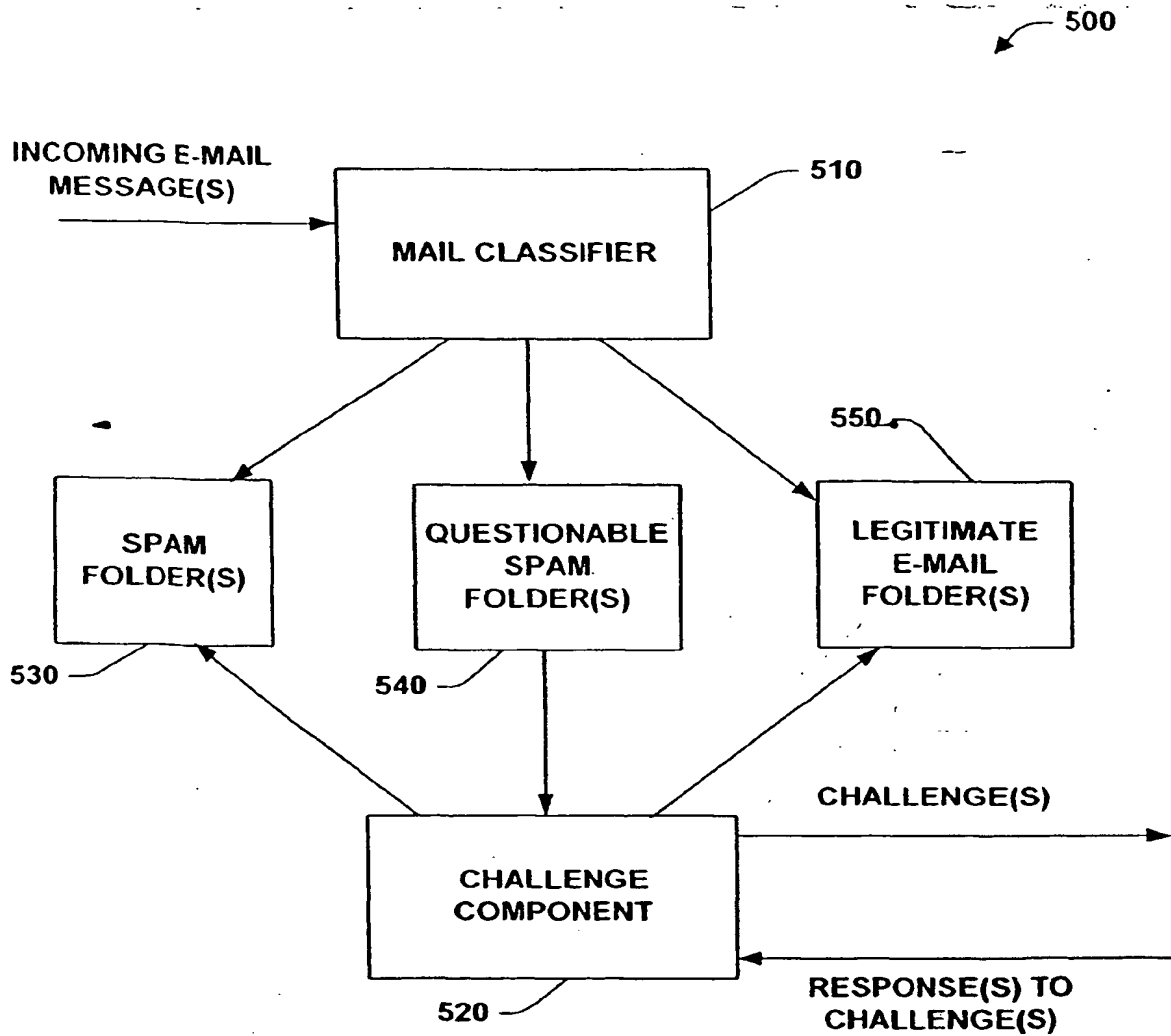 500
INCOMING E-MAIL
MESSAGE(S)
510
MAIL CLASSIFIER
550
SPAM
FOLDER(S)
QUESTIONABLE
SPAM
FOLDER(S)
LEGITIMATE
E-MAIL
FOLDER(S)
530
540
CHALLENGE(S)
CHALLENGE
COMPONENT
520
RESPONSE(S) TO
CHALLENGE(S)